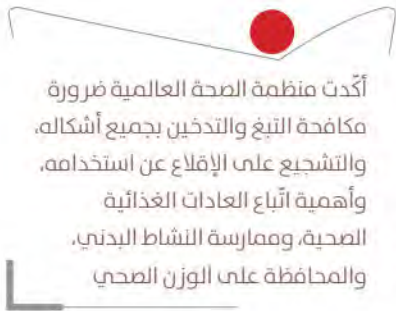 أكّدت منظمة الصحة العالمية ضرورة
مكافحة التبغ والتدخين بجميع أشكاله،
والتشجيع على الإقلاع عن استخدامه،
وأهمية اتّباع العادات الغذائية
الصحية، وممارسة النشاط البدني،
والمحافظة على الوزن الصحي